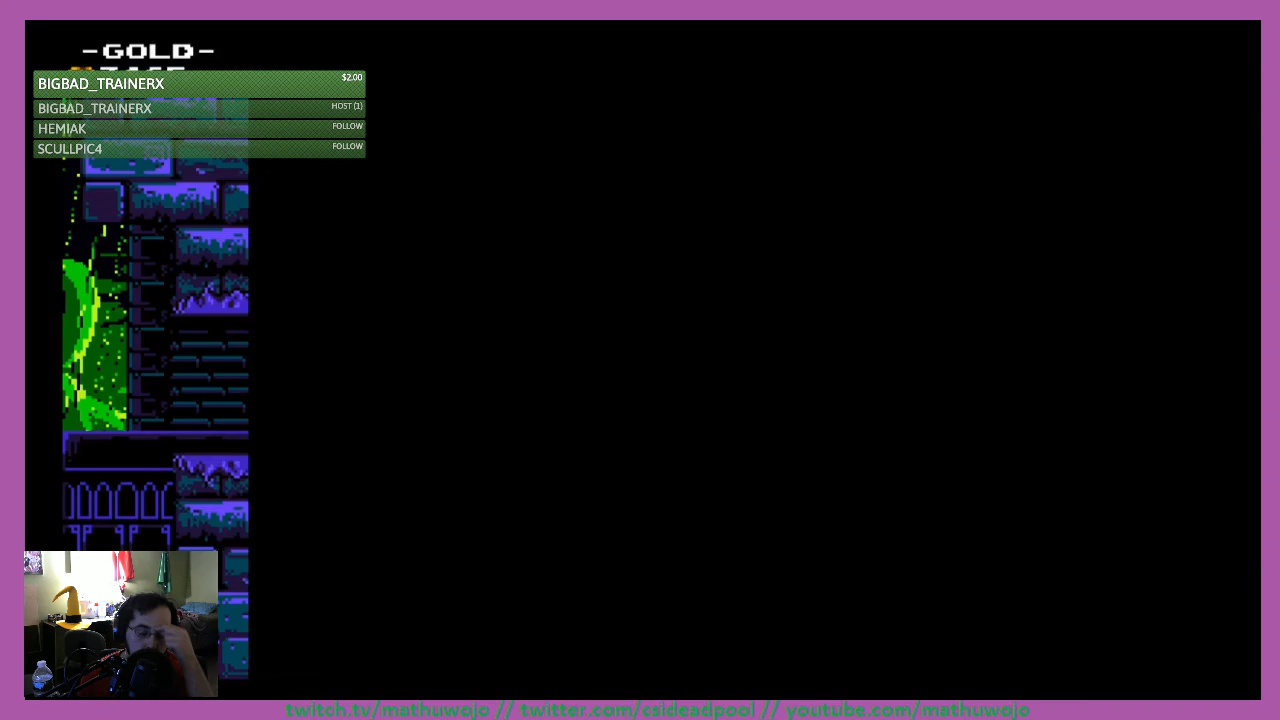 -GOLD-
BIGBAD_TRAINERX $2.00
BIGBAD_TRAINERX HOST (1)
HEMIAK FOLLOW
SCULLPIC4 FOLLOW
twitch.tv/mathuwojo // twitter.com/csideadpool // youtube.com/mathuwojo